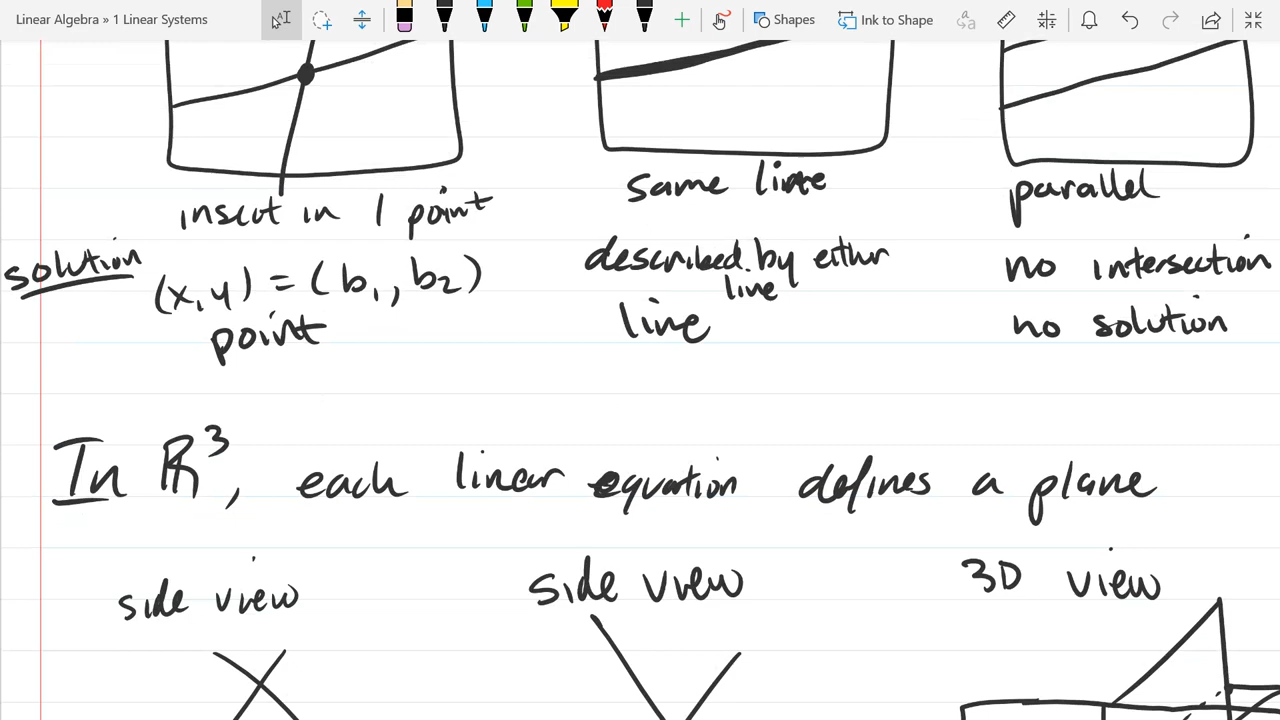 Linear Algebra » 1 Linear Systems
Shapes
Ink to Shape
insect in 1 point
same line
parallel
solution
(x,y) = (b1, b2)
point
described by either
line
line
no intersection
no solution
In R³, each linear equation defines a plane
side view
side view
3D view